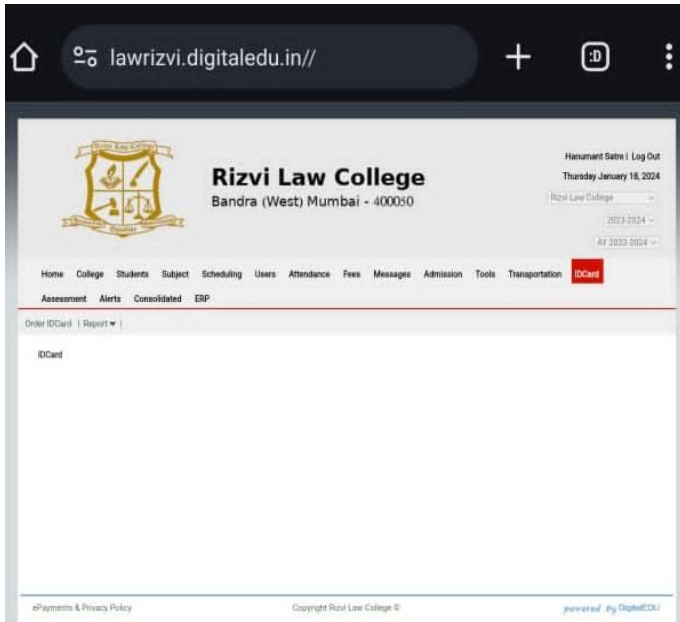 lawrizvi.digitaledu.in//
:D
Rizvi Law College
Hanumant Satre | Log Out
Thursday January 18, 2024
Rizvi Law College
Bandra (West) Mumbai - 400050
Rizvi Law College
2023-2024
AY 2023-2024
Home College Students Subject Scheduling Users Attendance Fees Messages Admission Tools Transportation IDCard
Assessment Alerts Consolidated ERP
Order IDCard | Report |
IDCard
ePayments & Privacy Policy Copyright Rizvi Law College © powered by DigitalEDU